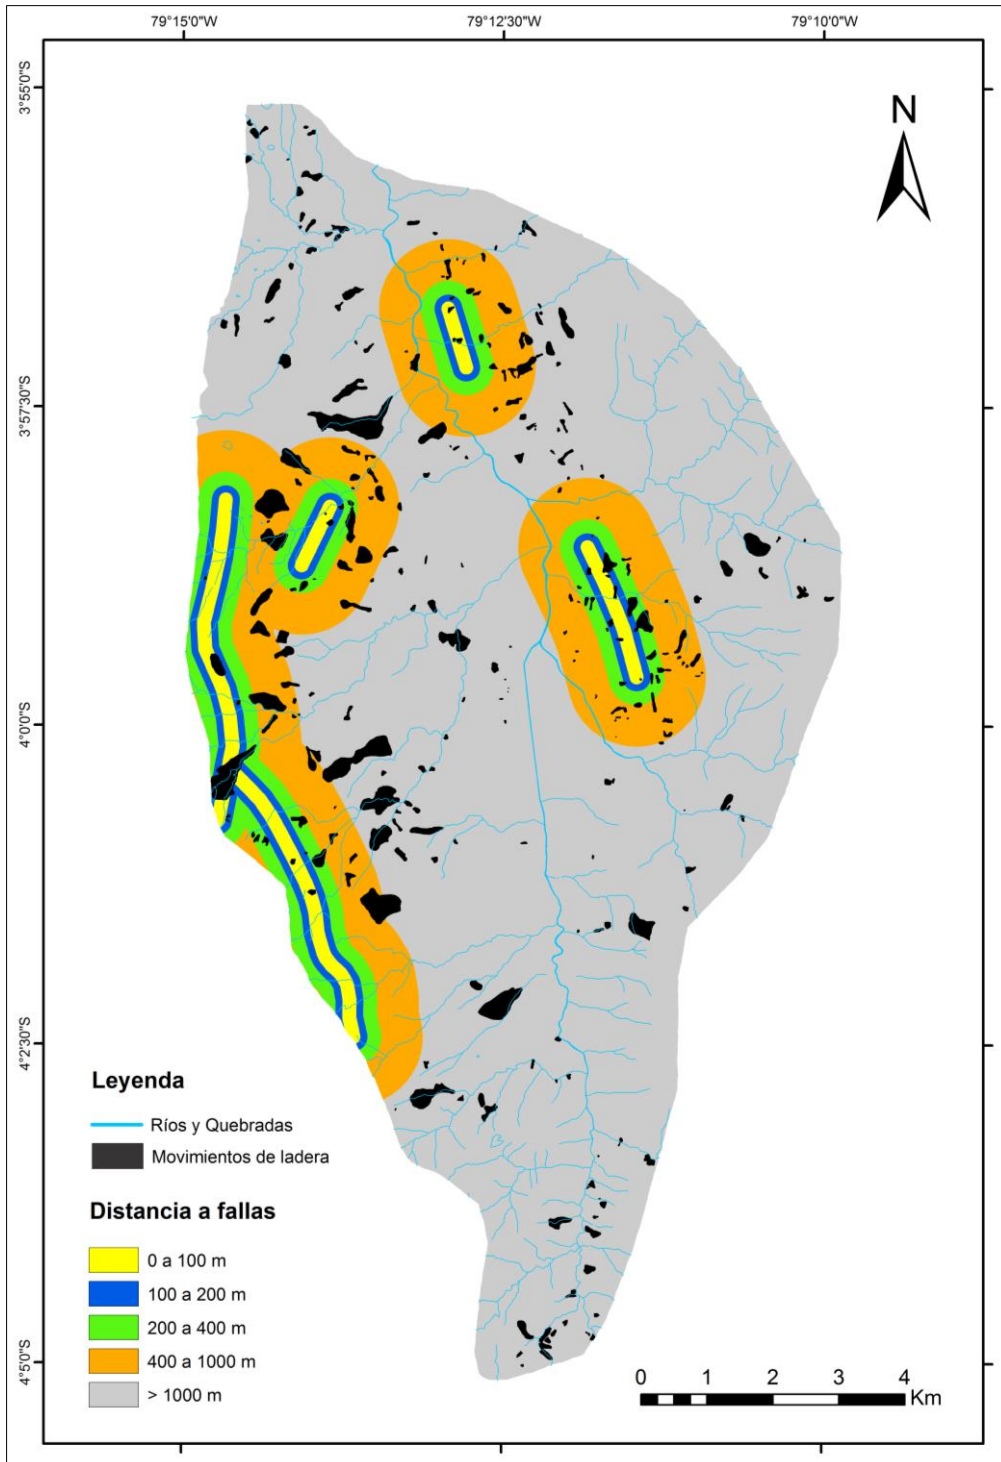 79°15'0"W
79°12'30"W
79°10'0"W
3°55'0"S
N
3°57'30"S
4°0'0"S
4°2'30"S
Leyenda
Ríos y Quebradas
Movimientos de ladera
Distancia a fallas
0 a 100 m
100 a 200 m
200 a 400 m
400 a 1000 m
> 1000 m
4°5'0"S
0 1 2 3 4
Km